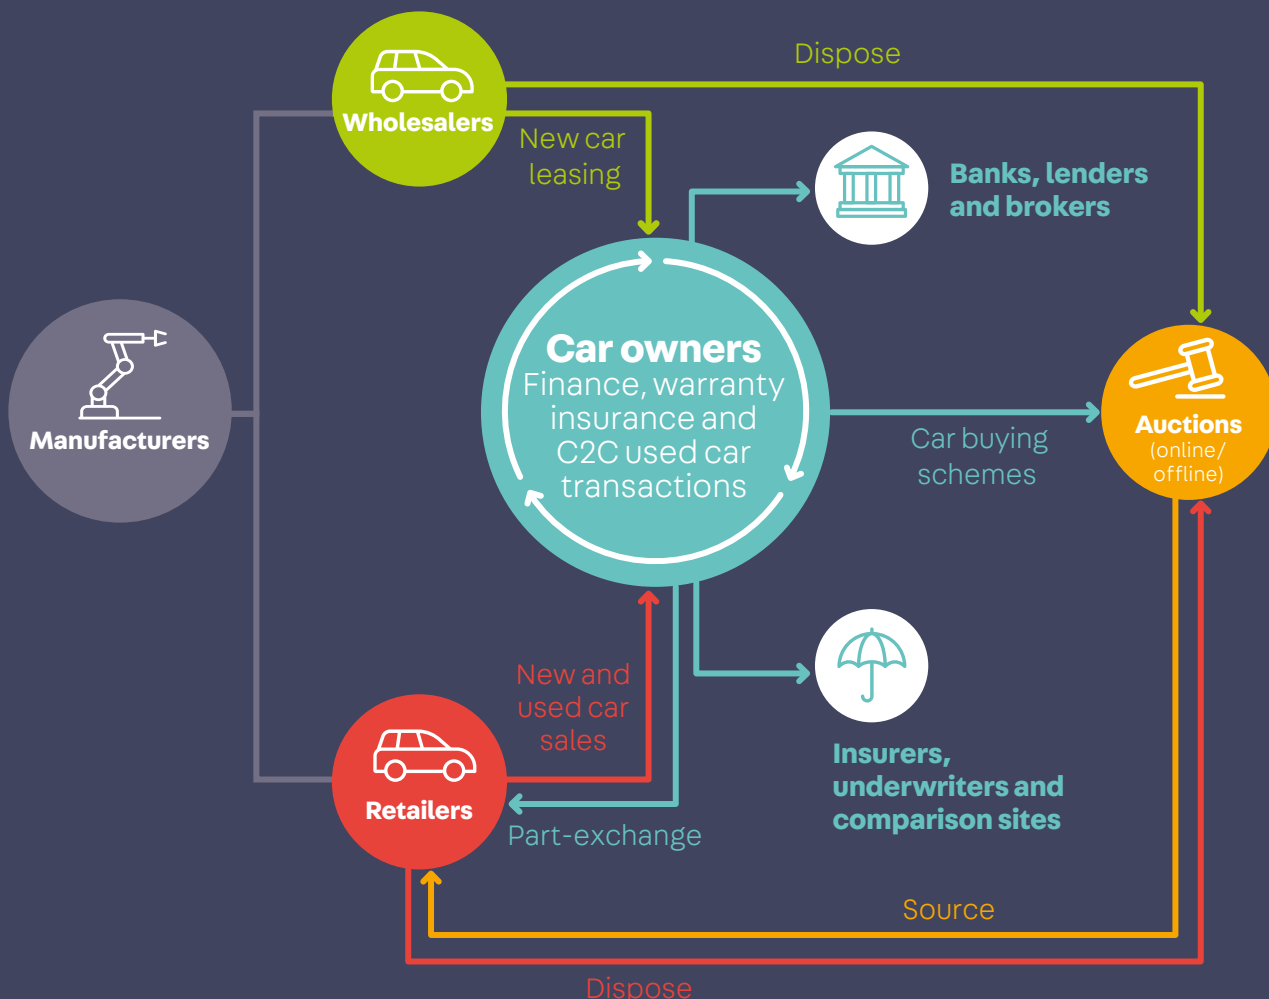 Dispose
Wholesalers
New car
leasing
Banks, lenders
and brokers
Manufacturers
Car owners
Finance, warranty
insurance and
C2C used car
transactions
Car buying
schemes
Auctions
(online/
offline)
New and
used car
sales
Retailers
Part-exchange
Insurers,
underwriters and
comparison sites
Source
Dispose